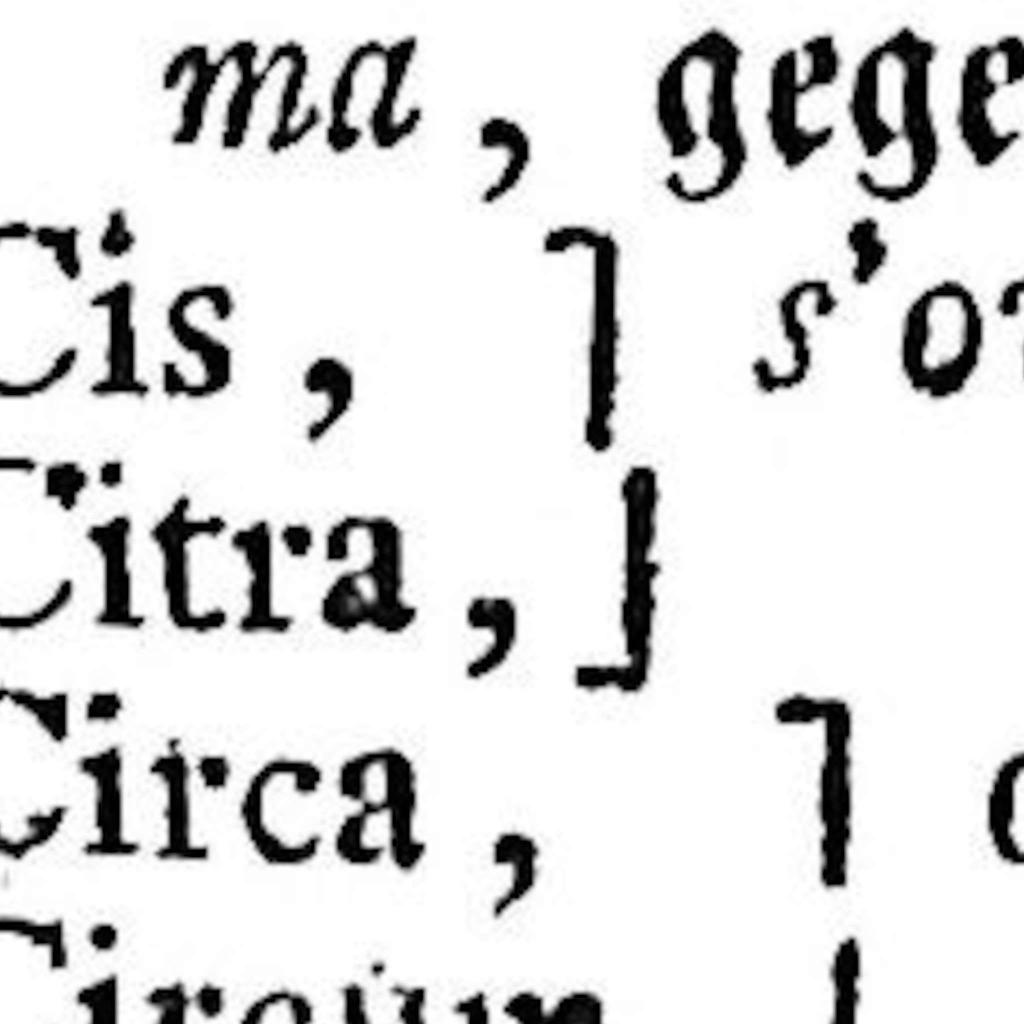 ma, gege
Cis, ] s'o
Citra, ]
Circa, ]